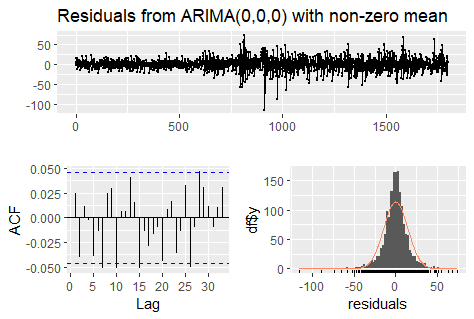 Residuals from ARIMA(0,0,0) with non-zero mean
50
0
-50
-100
0
500
1000
1500
0.050
0.025
0.000
-0.025
-0.050
ACF
0 5 10 15 20 25 30
Lag
150
100
50
0
df$y
-100 -50 0 50
residuals